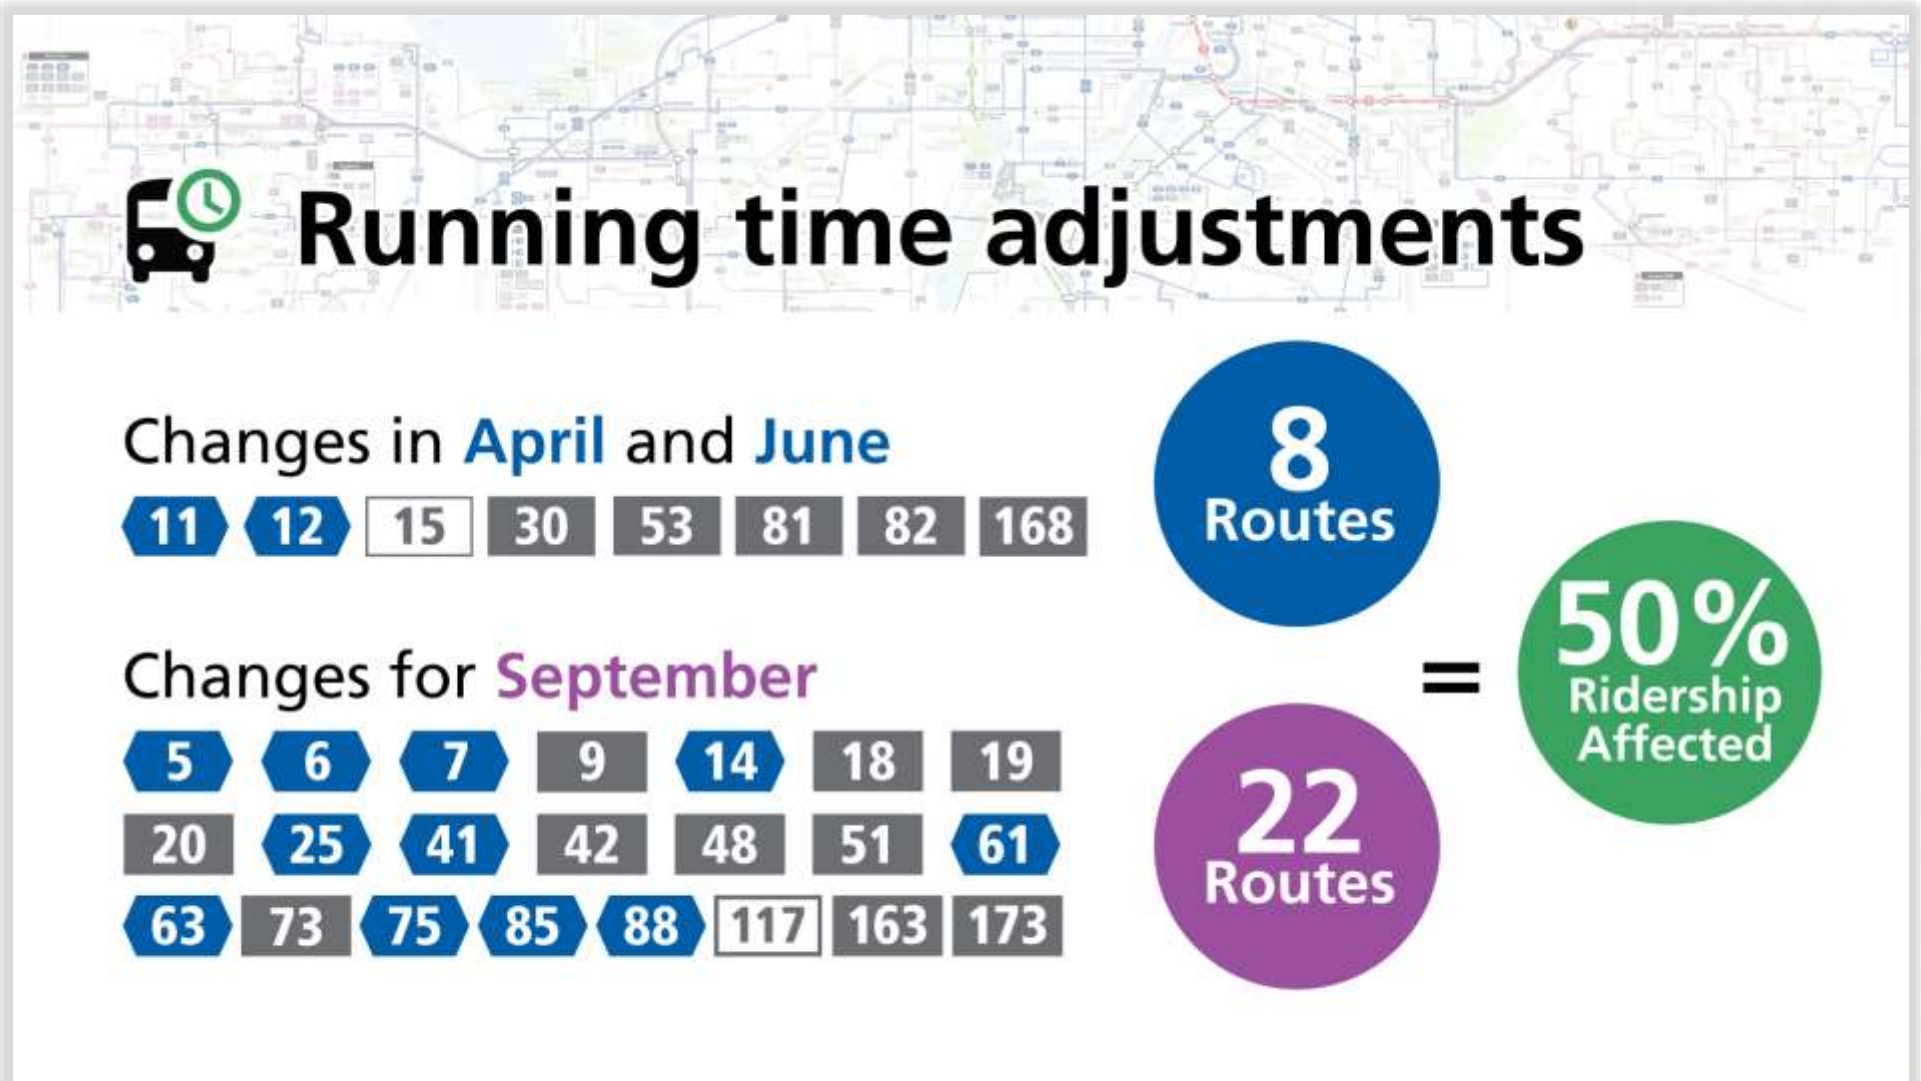 Running time adjustments
Changes in April and June
11 12 15 30 53 81 82 168
8
Routes
Changes for September
5 6 7 9 14 18 19
20 25 41 42 48 51 61
63 73 75 85 88 117 163 173
22
Routes
=
50%
Ridership
Affected